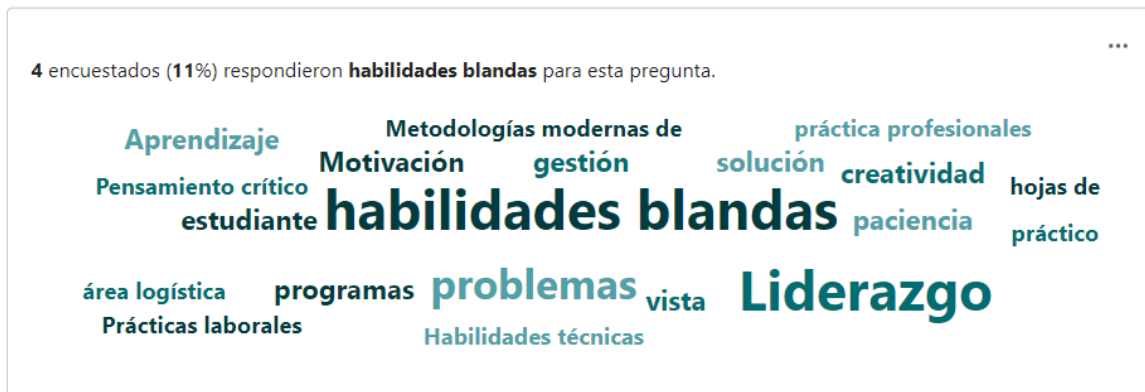 4 encuestados (11%) respondieron habilidades blandas para esta pregunta.
Aprendizaje
Metodologías modernas de
práctica profesionales
Motivación
gestión
solución
creatividad
Pensamiento crítico
hojas de
estudiante
habilidades blandas
paciencia
práctico
área logística
programas
problemas
vista
Liderazgo
Prácticas laborales
Habilidades técnicas